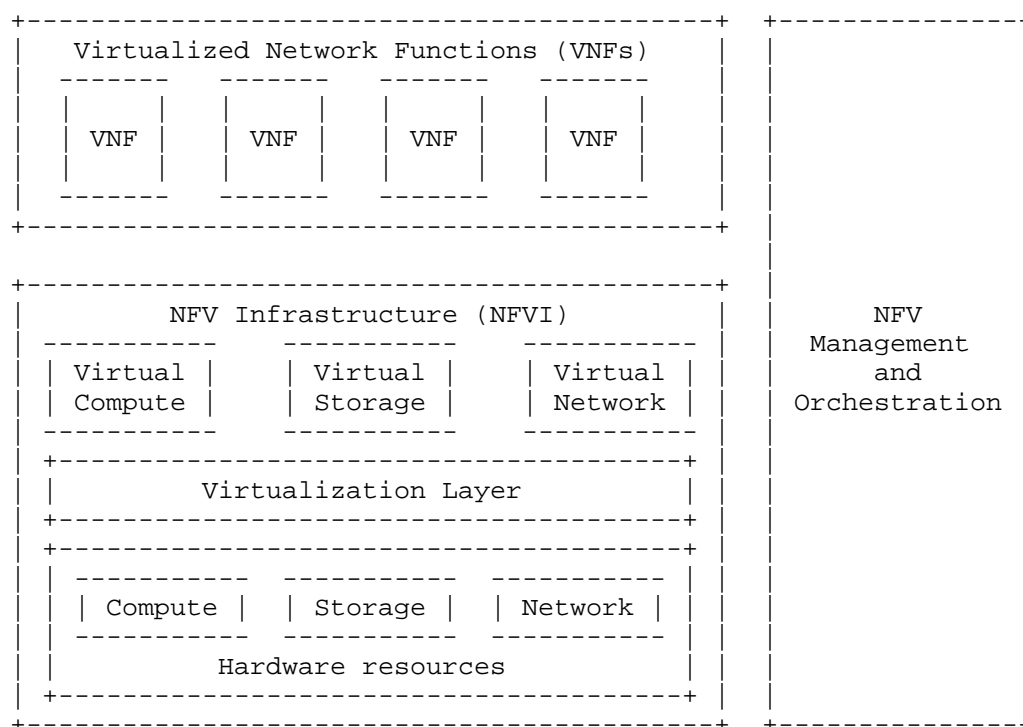 Virtualized Network Functions (VNFs)
VNF VNF VNF VNF
NFV Infrastructure (NFVI)
Virtual Virtual Virtual
Compute Storage Network
Virtualization Layer
Compute Storage Network
Hardware resources
NFV
Management
and
Orchestration